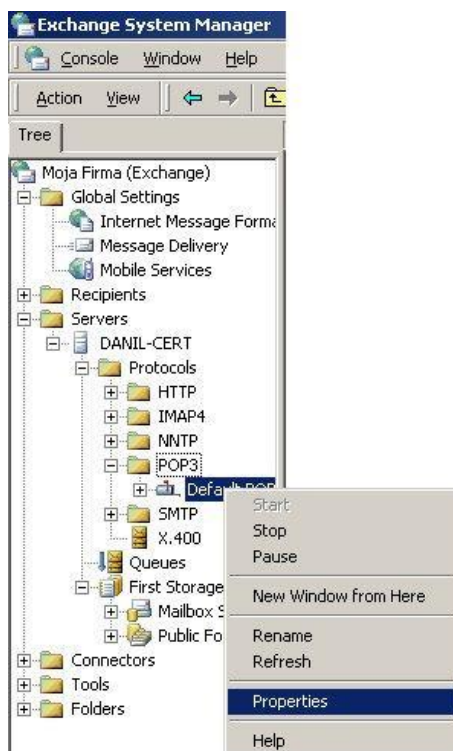 Exchange System Manager
Console Window Help
Action View
Tree
Moja Firma (Exchange)
Global Settings
Internet Message Forma
Message Delivery
Mobile Services
Recipients
Servers
DANIL-CERT
Protocols
HTTP
IMAP4
NNTP
POP3
Default POP
SMTP
X.400
Queues
First Storage
Mailbox S
Public Fo
Connectors
Tools
Folders
Start
Stop
Pause
New Window from Here
Rename
Refresh
Properties
Help